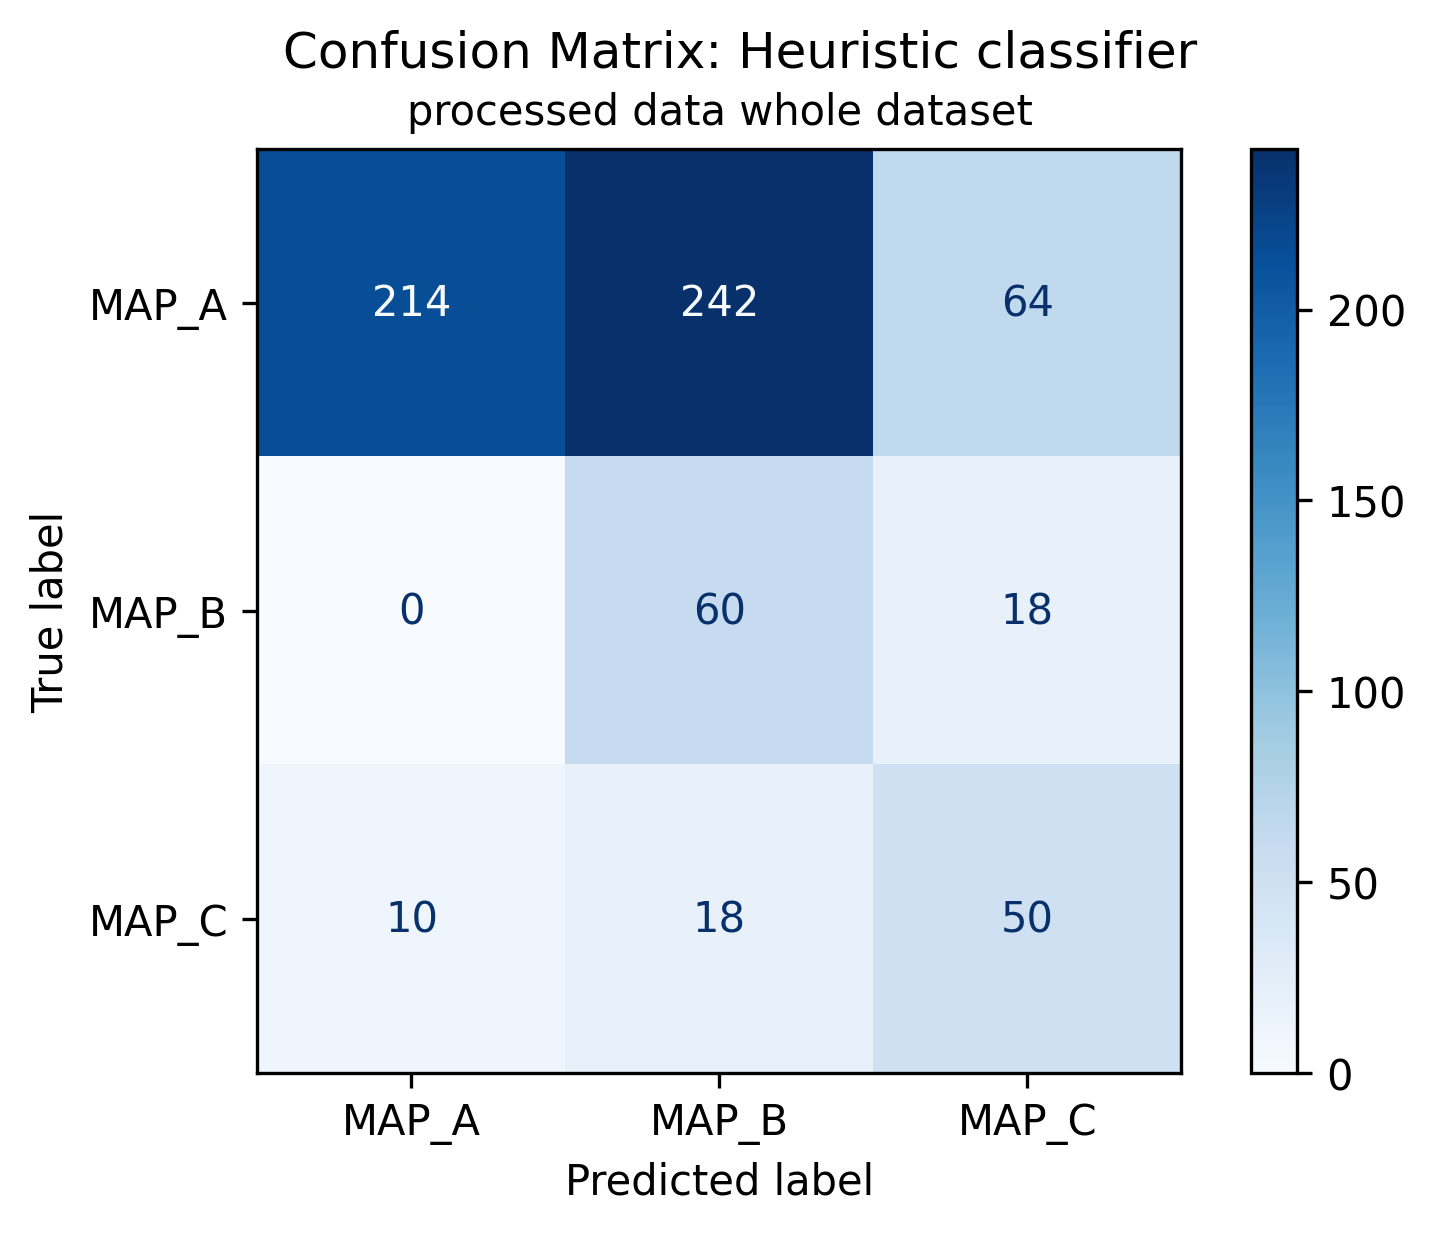 Confusion Matrix: Heuristic classifier
processed data whole dataset
True label
MAP_A
214 242 64
MAP_B
0 60 18
MAP_C
10 18 50
MAP_A MAP_B MAP_C
Predicted label
200
150
100
50
0